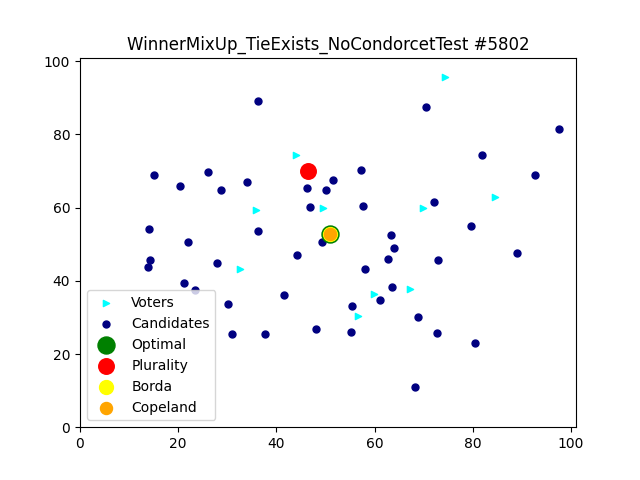 WinnerMixUp_TieExists_NoCondorcetTest #5802
100
80
60
40
20
0
Voters
Candidates
Optimal
Plurality
Borda
Copeland
0 20 40 60 80 100